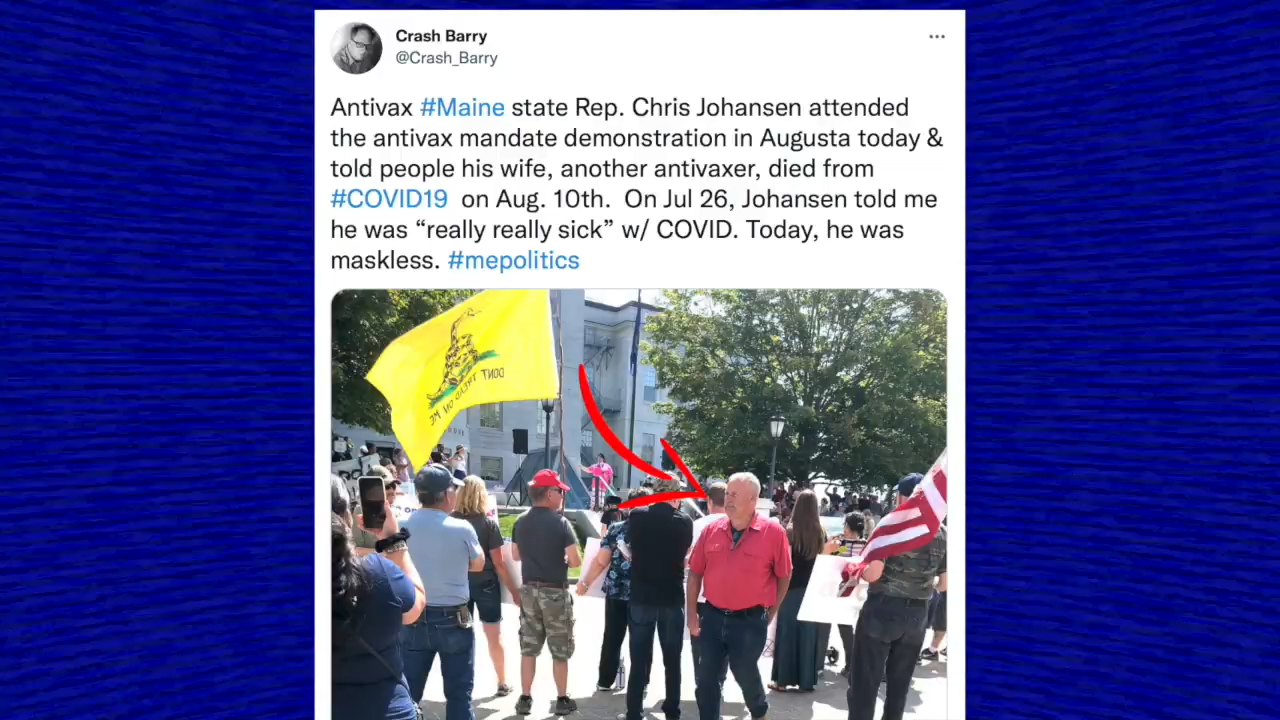 Crash Barry
@Crash_Barry
Antivax #Maine state Rep. Chris Johansen attended
the antivax mandate demonstration in Augusta today &
told people his wife, another antivaxer, died from
#COVID19 on Aug. 10th. On Jul 26, Johansen told me
he was “really really sick” w/ COVID. Today, he was
maskless. #mepolitics
DONT TREAD
ON ME